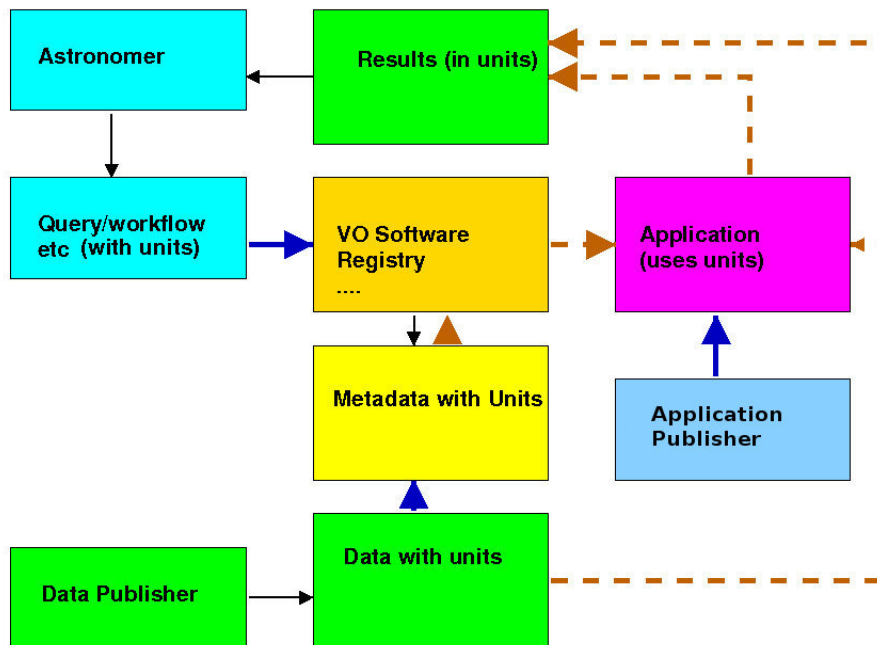 Astronomer
Results (in units)
Query/workflow
etc (with units)
VO Software
Registry
....
Application
(uses units)
Metadata with Units
Application
Publisher
Data with units
Data Publisher